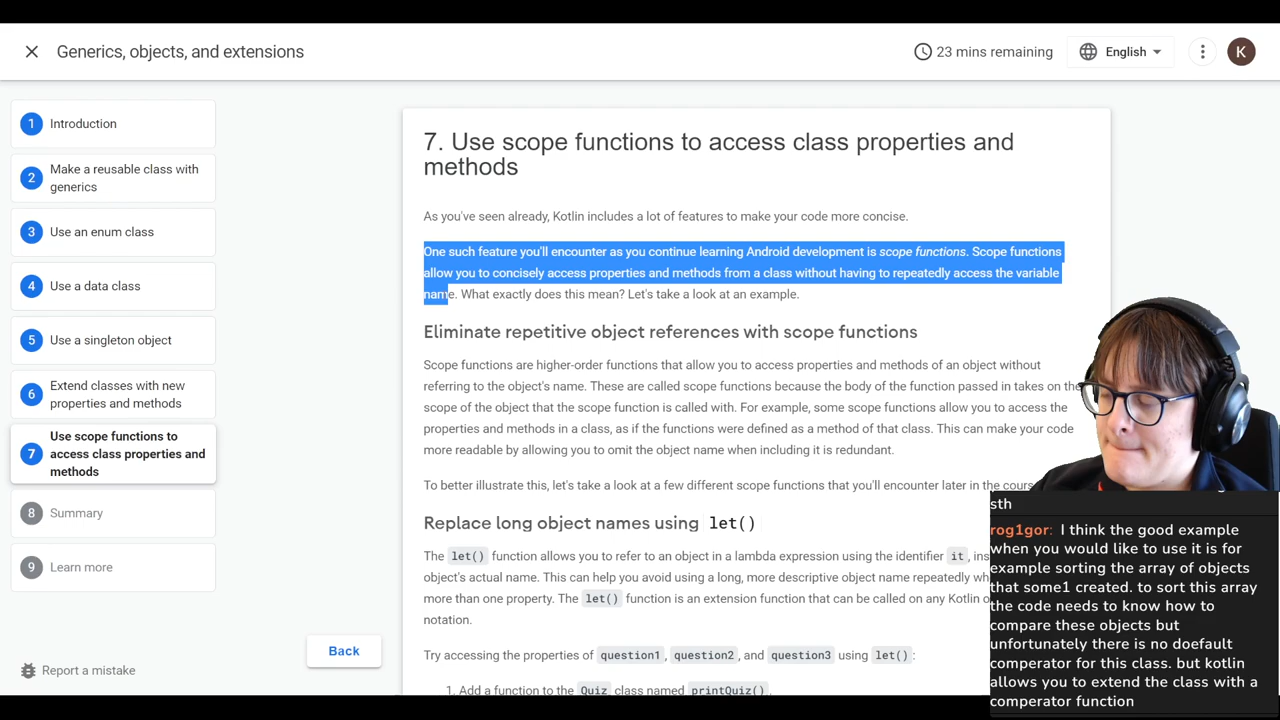 Generics, objects, and extensions
23 mins remaining
English
K
1 Introduction
2 Make a reusable class with
generics
3 Use an enum class
4 Use a data class
5 Use a singleton object
6 Extend classes with new
properties and methods
7 Use scope functions to
access class properties and
methods
8 Summary
9 Learn more
Back
Report a mistake
7. Use scope functions to access class properties and
methods
As you've seen already, Kotlin includes a lot of features to make your code more concise.
One such feature you'll encounter as you continue learning Android development is scope functions. Scope functions
allow you to concisely access properties and methods from a class without having to repeatedly access the variable
name. What exactly does this mean? Let's take a look at an example.
Eliminate repetitive object references with scope functions
Scope functions are higher-order functions that allow you to access properties and methods of an object without
referring to the object's name. These are called scope functions because the body of the function passed in takes on the
scope of the object that the scope function is called with. For example, some scope functions allow you to access the
properties and methods in a class, as if the functions were defined as a method of that class. This can make your code
more readable by allowing you to omit the object name when including it is redundant.
To better illustrate this, let's take a look at a few different scope functions that you'll encounter later in the cours
Replace long object names using let()
The let() function allows you to refer to an object in a lambda expression using the identifier it, ins
object's actual name. This can help you avoid using a long, more descriptive object name repeatedly wh
more than one property. The let() function is an extension function that can be called on any Kotlin o
notation.
Try accessing the properties of question1, question2, and question3 using let():
1. Add a function to the Quiz class named printQuiz().
sth
rog1gor: I think the good example
when you would like to use it is for
example sorting the array of objects
that some1 created. to sort this array
the code needs to know how to
compare these objects but
unfortunately there is no doefault
comperator for this class. but kotlin
allows you to extend the class with a
comperator function